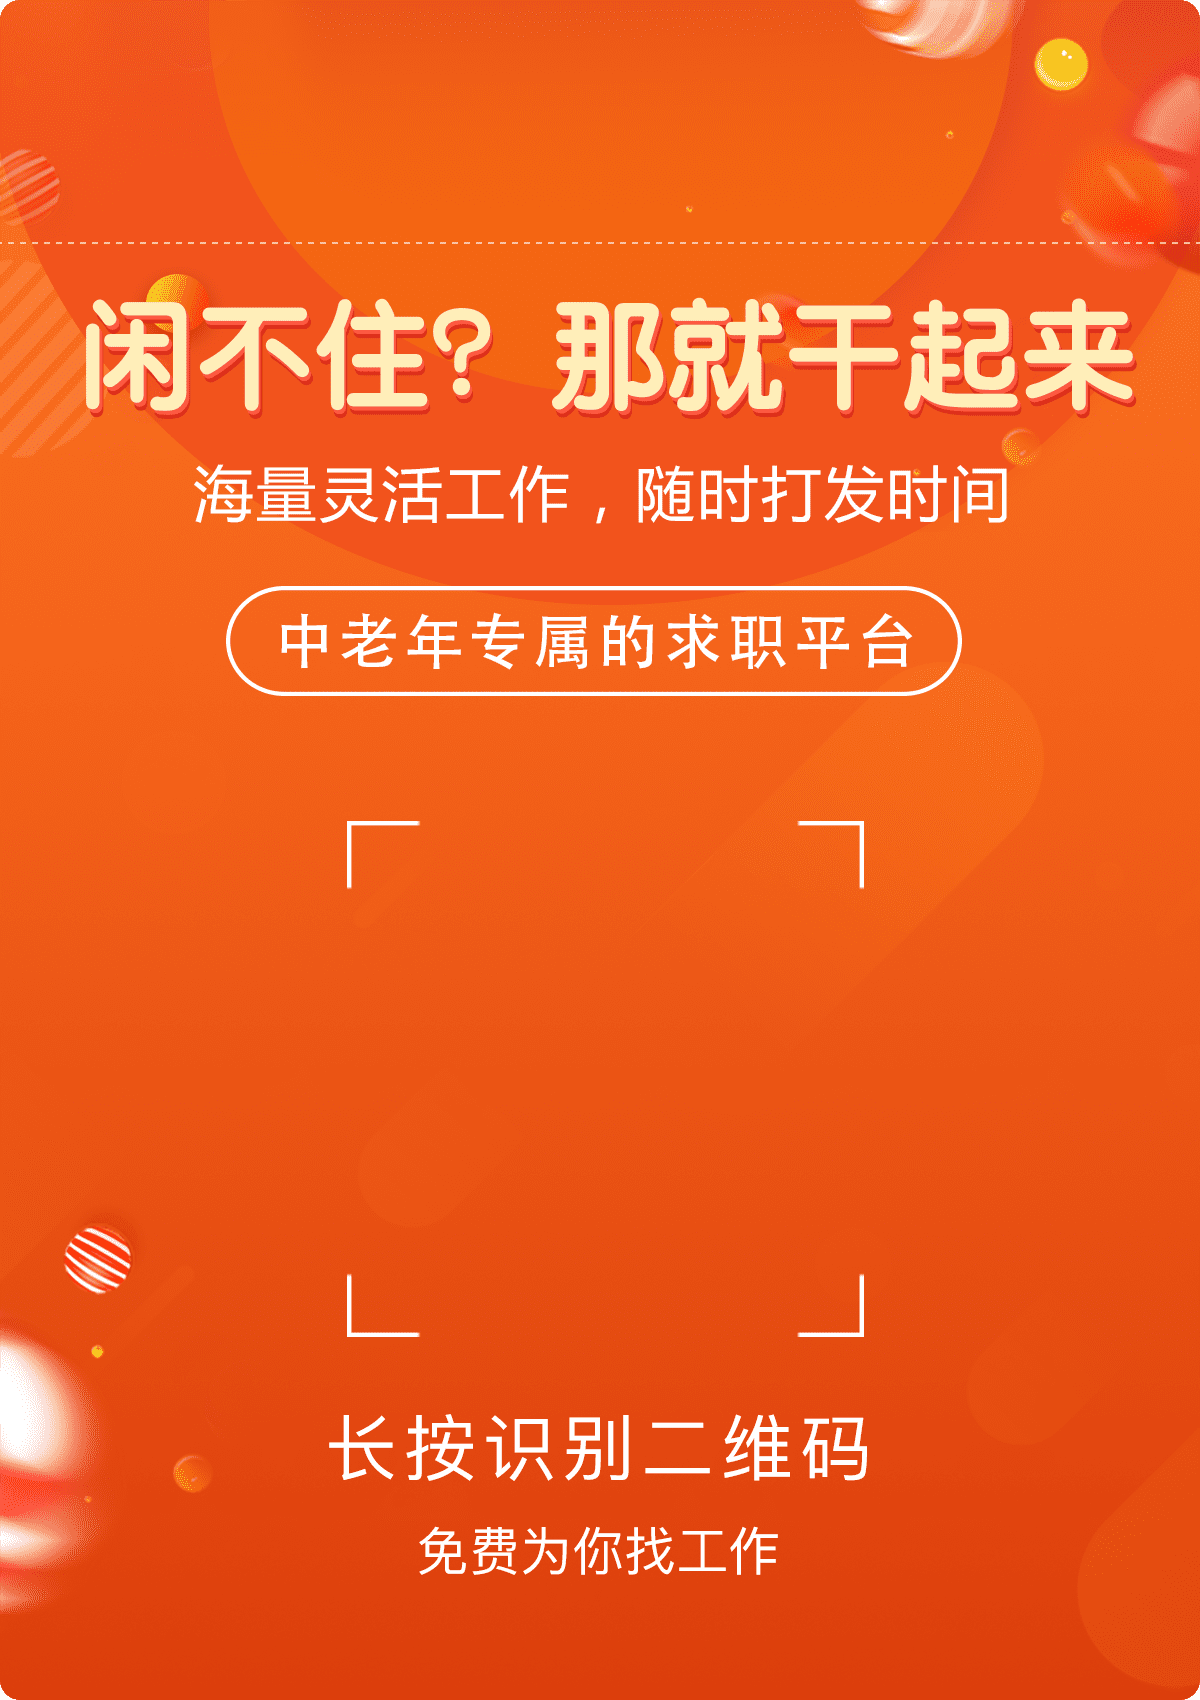 闲不住？那就干起来
海量灵活工作，随时打发时间
中老年专属的求职平台
长按识别二维码
免费为你找工作